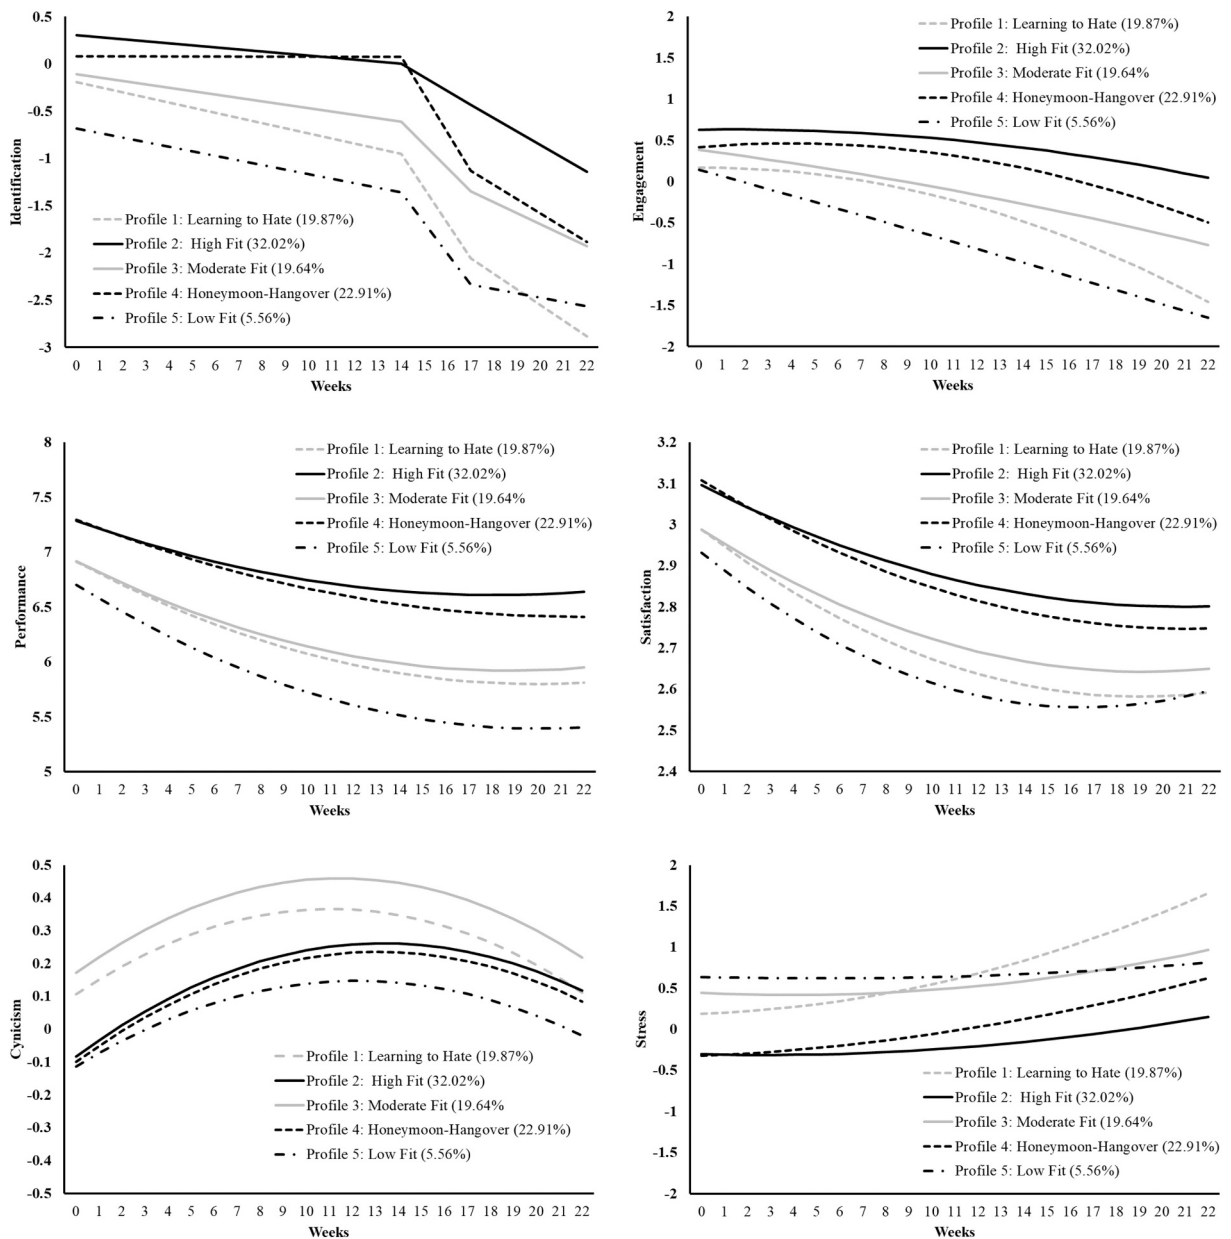 0.5
0
-0.5
-1
-1.5
-2
-2.5
-3
Identification
Profile 1: Learning to Hate (19.87%)
Profile 2: High Fit (32.02%)
Profile 3: Moderate Fit (19.64%
Profile 4: Honeymoon-Hangover (22.91%)
Profile 5: Low Fit (5.56%)
0 1 2 3 4 5 6 7 8 9 10 11 12 13 14 15 16 17 18 19 20 21 22
Weeks
2
1.5
1
0.5
0
-0.5
-1
-1.5
-2
Engagement
Profile 1: Learning to Hate (19.87%)
Profile 2: High Fit (32.02%)
Profile 3: Moderate Fit (19.64%
Profile 4: Honeymoon-Hangover (22.91%)
Profile 5: Low Fit (5.56%)
0 1 2 3 4 5 6 7 8 9 10 11 12 13 14 15 16 17 18 19 20 21 22
Weeks
8
7.5
7
6.5
6
5.5
5
Performance
Profile 1: Learning to Hate (19.87%)
Profile 2: High Fit (32.02%)
Profile 3: Moderate Fit (19.64%
Profile 4: Honeymoon-Hangover (22.91%)
Profile 5: Low Fit (5.56%)
0 1 2 3 4 5 6 7 8 9 10 11 12 13 14 15 16 17 18 19 20 21 22
Weeks
3.2
3.1
3
2.9
2.8
2.7
2.6
2.5
2.4
Satisfaction
Profile 1: Learning to Hate (19.87%)
Profile 2: High Fit (32.02%)
Profile 3: Moderate Fit (19.64%
Profile 4: Honeymoon-Hangover (22.91%)
Profile 5: Low Fit (5.56%)
0 1 2 3 4 5 6 7 8 9 10 11 12 13 14 15 16 17 18 19 20 21 22
Weeks
0.5
0.4
0.3
0.2
0.1
0
-0.1
-0.2
-0.3
-0.4
-0.5
Cynicism
Profile 1: Learning to Hate (19.87%)
Profile 2: High Fit (32.02%)
Profile 3: Moderate Fit (19.64%
Profile 4: Honeymoon-Hangover (22.91%)
Profile 5: Low Fit (5.56%)
0 1 2 3 4 5 6 7 8 9 10 11 12 13 14 15 16 17 18 19 20 21 22
Weeks
2
1.5
1
0.5
0
-0.5
-1
-1.5
-2
Stress
Profile 1: Learning to Hate (19.87%)
Profile 2: High Fit (32.02%)
Profile 3: Moderate Fit (19.64%
Profile 4: Honeymoon-Hangover (22.91%)
Profile 5: Low Fit (5.56%)
0 1 2 3 4 5 6 7 8 9 10 11 12 13 14 15 16 17 18 19 20 21 22
Weeks